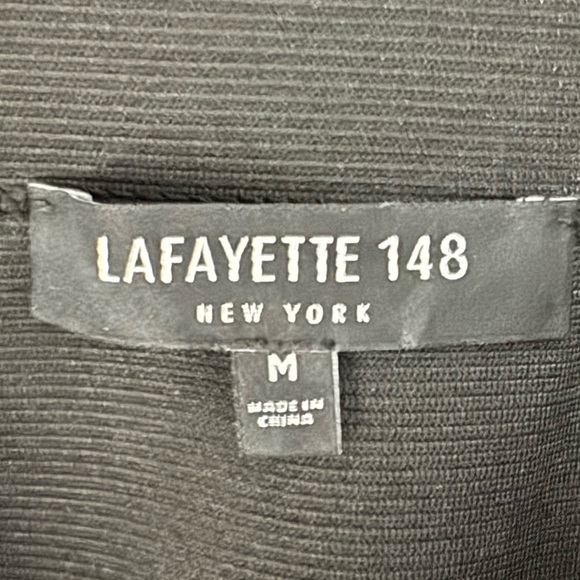 LAFAYETTE 148
NEW YORK
M
MADE IN
CHINA